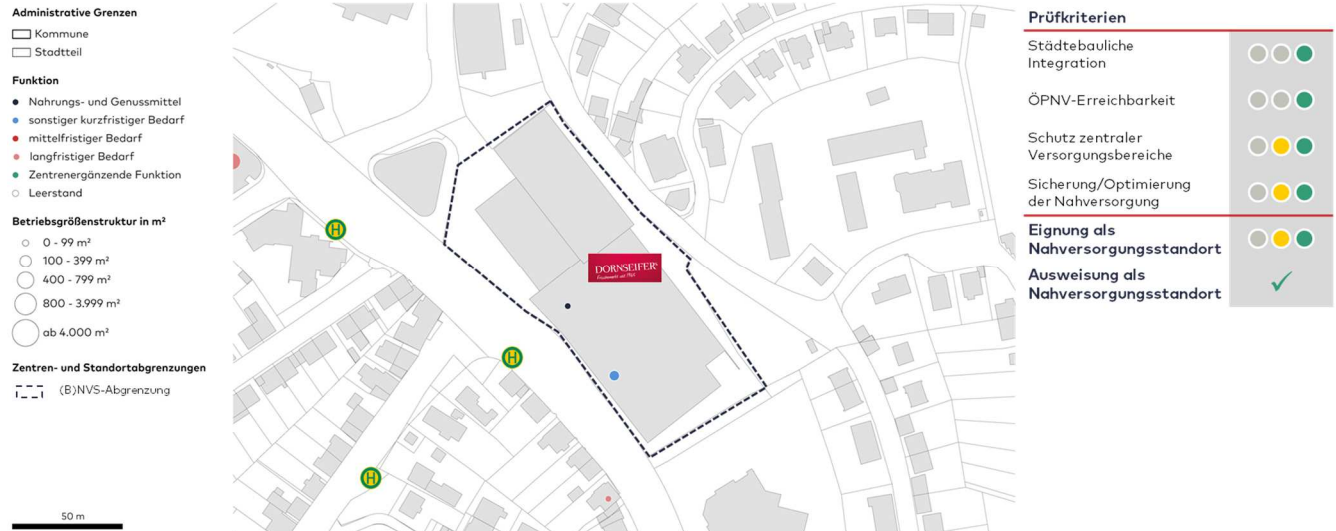 Administrative Grenzen
Kommune
Stadtteil
Funktion
Nahrungs- und Genussmittel
sonstiger kurzfristiger Bedarf
mittelfristiger Bedarf
langfristiger Bedarf
Zentrenergänzende Funktion
Leerstand
Betriebsgrößenstruktur in m²
0 - 99 m²
100 - 399 m²
400 - 799 m²
800 - 3.999 m²
ab 4.000 m²
Zentren- und Standortabgrenzungen
(B)NVS-Abgrenzung
50 m
H
H
H
DORNSEIFER
Prüfkriterien
Städtebauliche
Integration
ÖPNV-Erreichbarkeit
Schutz zentraler
Versorgungsbereiche
Sicherung/Optimierung
der Nahversorgung
Eignung als
Nahversorgungsstandort
Ausweisung als
Nahversorgungsstandort